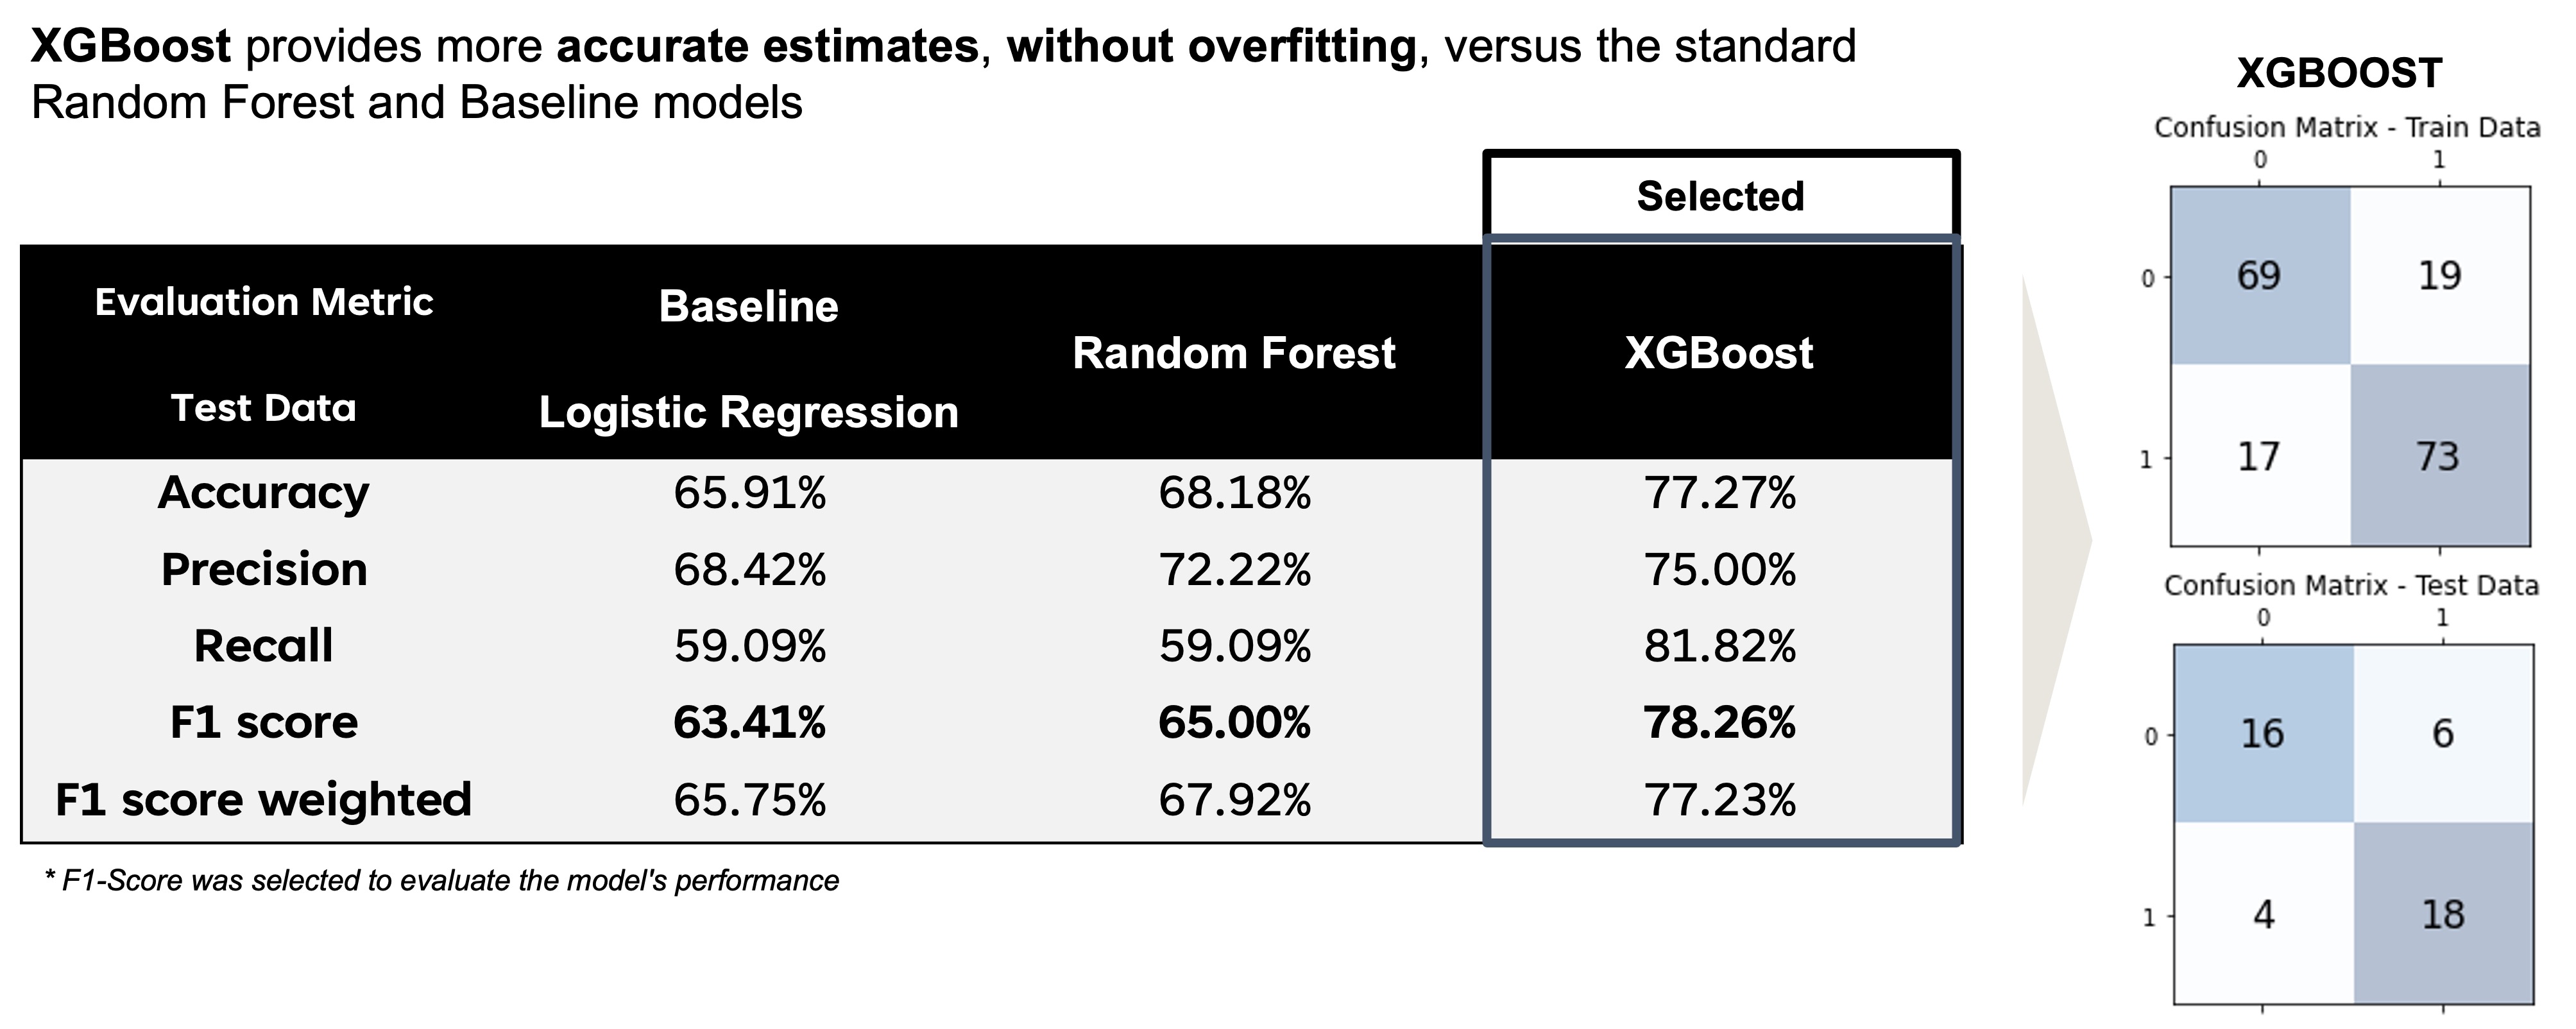 XGBoost provides more accurate estimates, without overfitting, versus the standard
Random Forest and Baseline models
Selected
Evaluation Metric
Test Data
Baseline
Logistic Regression
Random Forest
XGBoost
Accuracy 65.91% 68.18% 77.27%
Precision 68.42% 72.22% 75.00%
Recall 59.09% 59.09% 81.82%
F1 score 63.41% 65.00% 78.26%
F1 score weighted 65.75% 67.92% 77.23%
* F1-Score was selected to evaluate the model's performance
XGBOOST
Confusion Matrix - Train Data
0 1
0 69 19
1 17 73
Confusion Matrix - Test Data
0 1
0 16 6
1 4 18